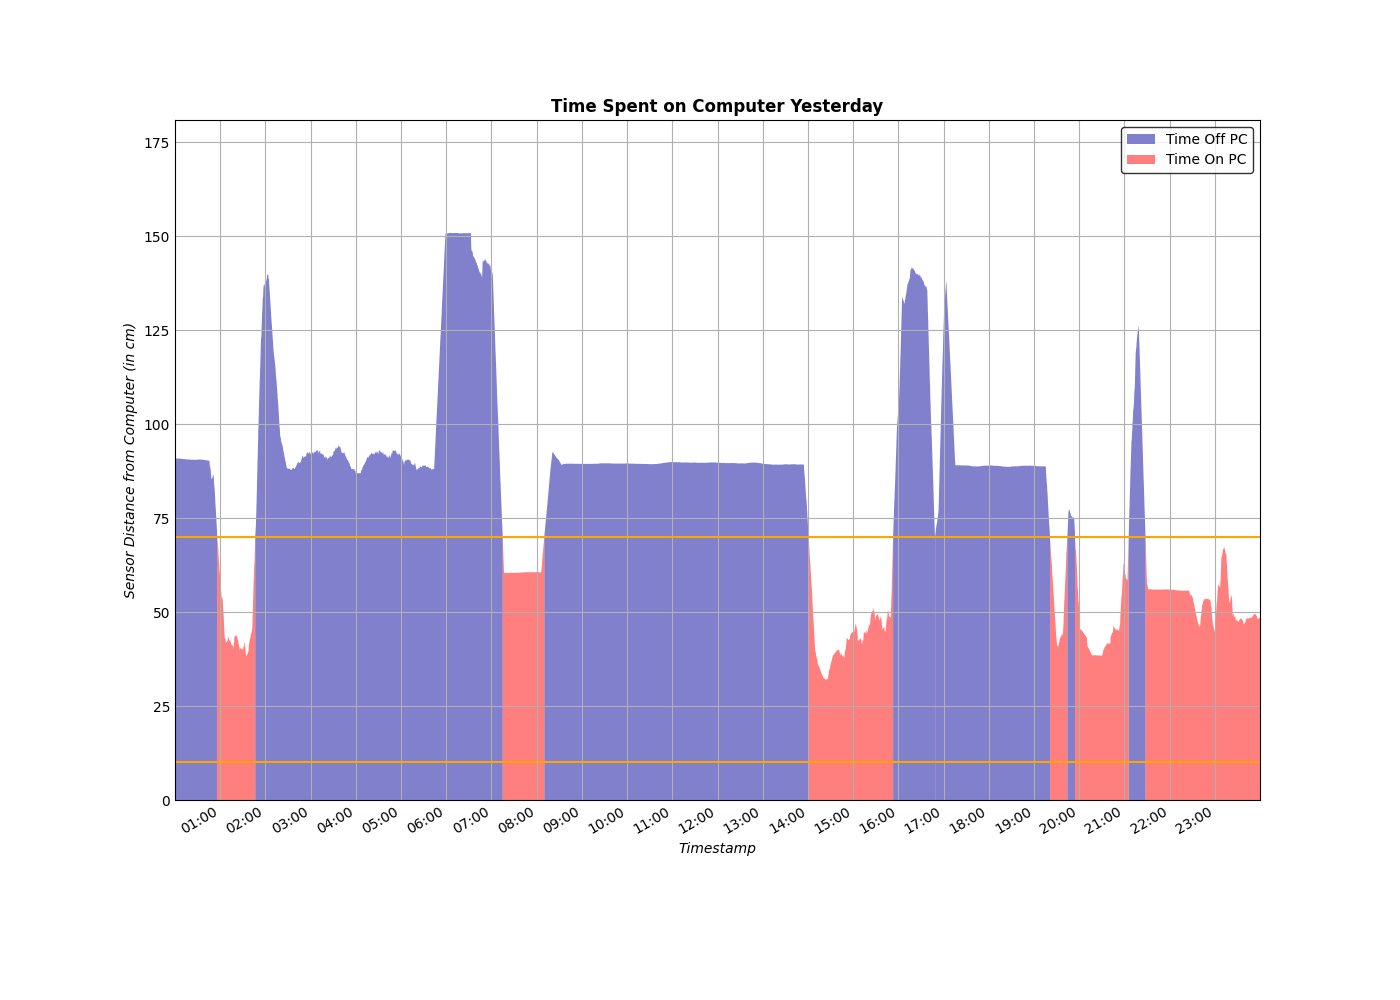 Time Spent on Computer Yesterday
Time Off PC
Time On PC
175
150
125
100
75
50
25
0
Sensor Distance from Computer (in cm)
01:00 02:00 03:00 04:00 05:00 06:00 07:00 08:00 09:00 10:00 11:00 12:00 13:00 14:00 15:00 16:00 17:00 18:00 19:00 20:00 21:00 22:00 23:00
Timestamp